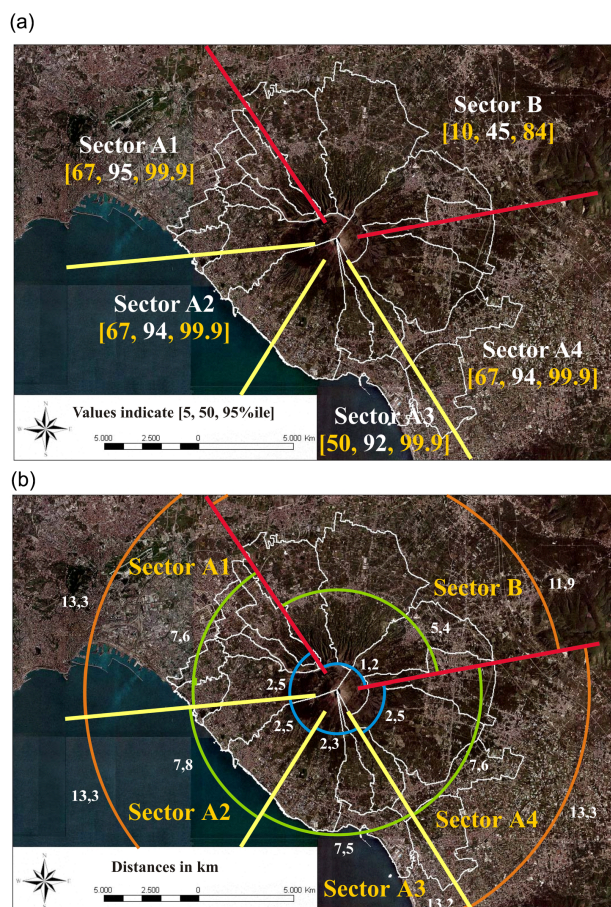 (a)
Sector B
[10, 45, 84]
Sector A1
[67, 95, 99.9]
Sector A2
[67, 94, 99.9]
Sector A4
[67, 94, 99.9]
Sector A3
[50, 92, 99.9]
Values indicate [5, 50, 95%ile]
N
W E
S
5.000 2.500 0 5.000 Km
(b)
Sector A1
Sector B
13,3
11,9
7,6
5,4
1,2
2,5
2,5
2,5
2,3
7,8
7,6
13,3
Sector A2
Sector A4
13,3
7,5
Distances in km
Sector A3
13,2
N
W E
S
5.000 2.500 0 5.000 Km